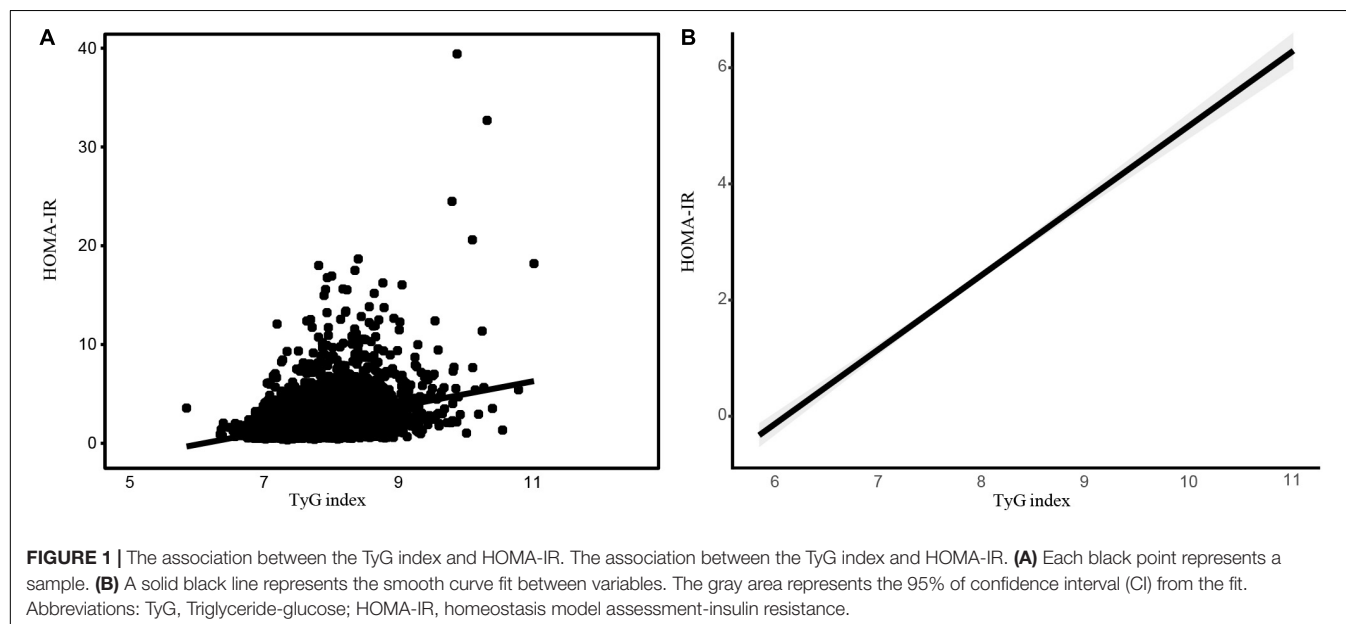 A
40
30
20
10
0
HOMA-IR
5 7 9 11
TyG index
B
6
4
2
0
HOMA-IR
6 7 8 9 10 11
TyG index
FIGURE 1 | The association between the TyG index and HOMA-IR. The association between the TyG index and HOMA-IR. (A) Each black point represents a
sample. (B) A solid black line represents the smooth curve fit between variables. The gray area represents the 95% of confidence interval (CI) from the fit.
Abbreviations: TyG, Triglyceride-glucose; HOMA-IR, homeostasis model assessment-insulin resistance.